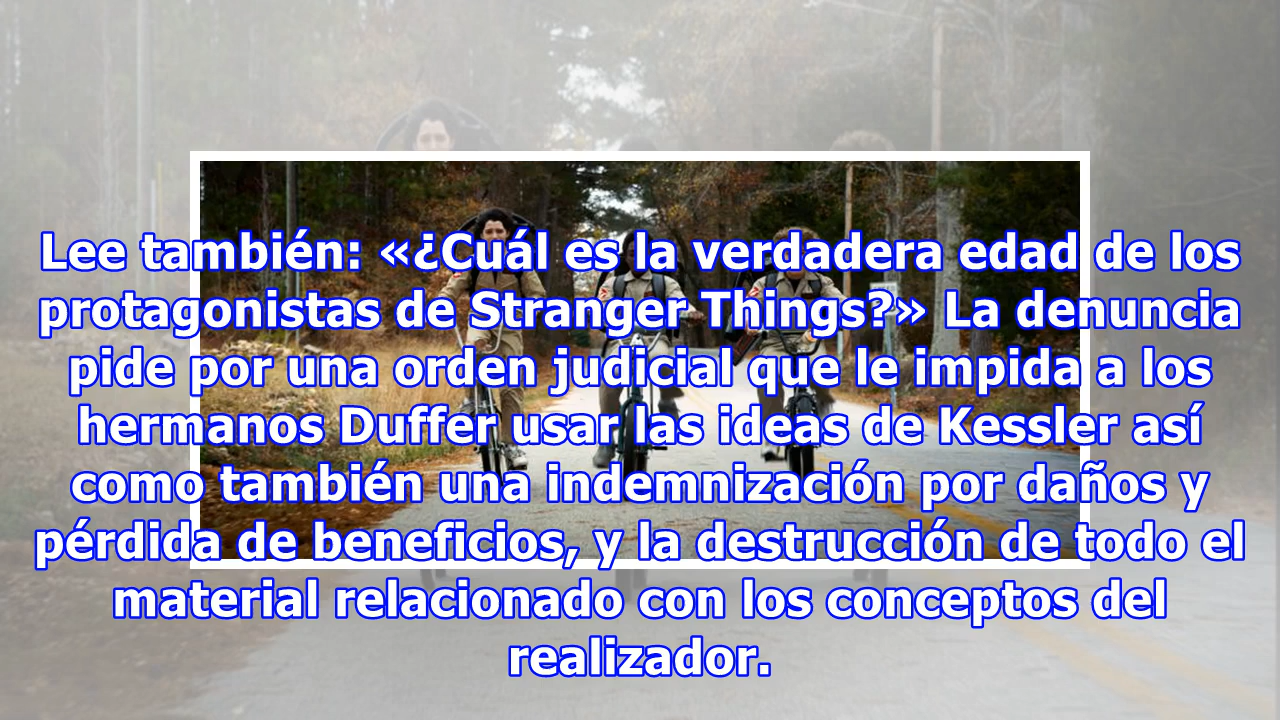 Lee también: «¿Cuál es la verdadera edad de los
protagonistas de Stranger Things?» La denuncia
pide por una orden judicial que le impida a los
hermanos Duffer usar las ideas de Kessler así
como también una indemnización por daños y
pérdida de beneficios, y la destrucción de todo el
material relacionado con los conceptos del
realizador.